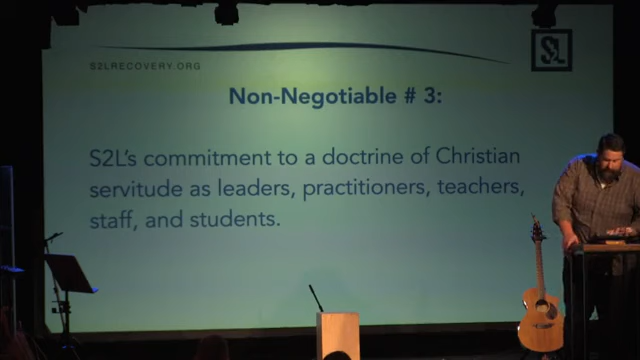 S2LRECOVERY.ORG
S2L
Non-Negotiable # 3:
S2L's commitment to a doctrine of Christian
servitude as leaders, practitioners, teachers,
staff, and students.